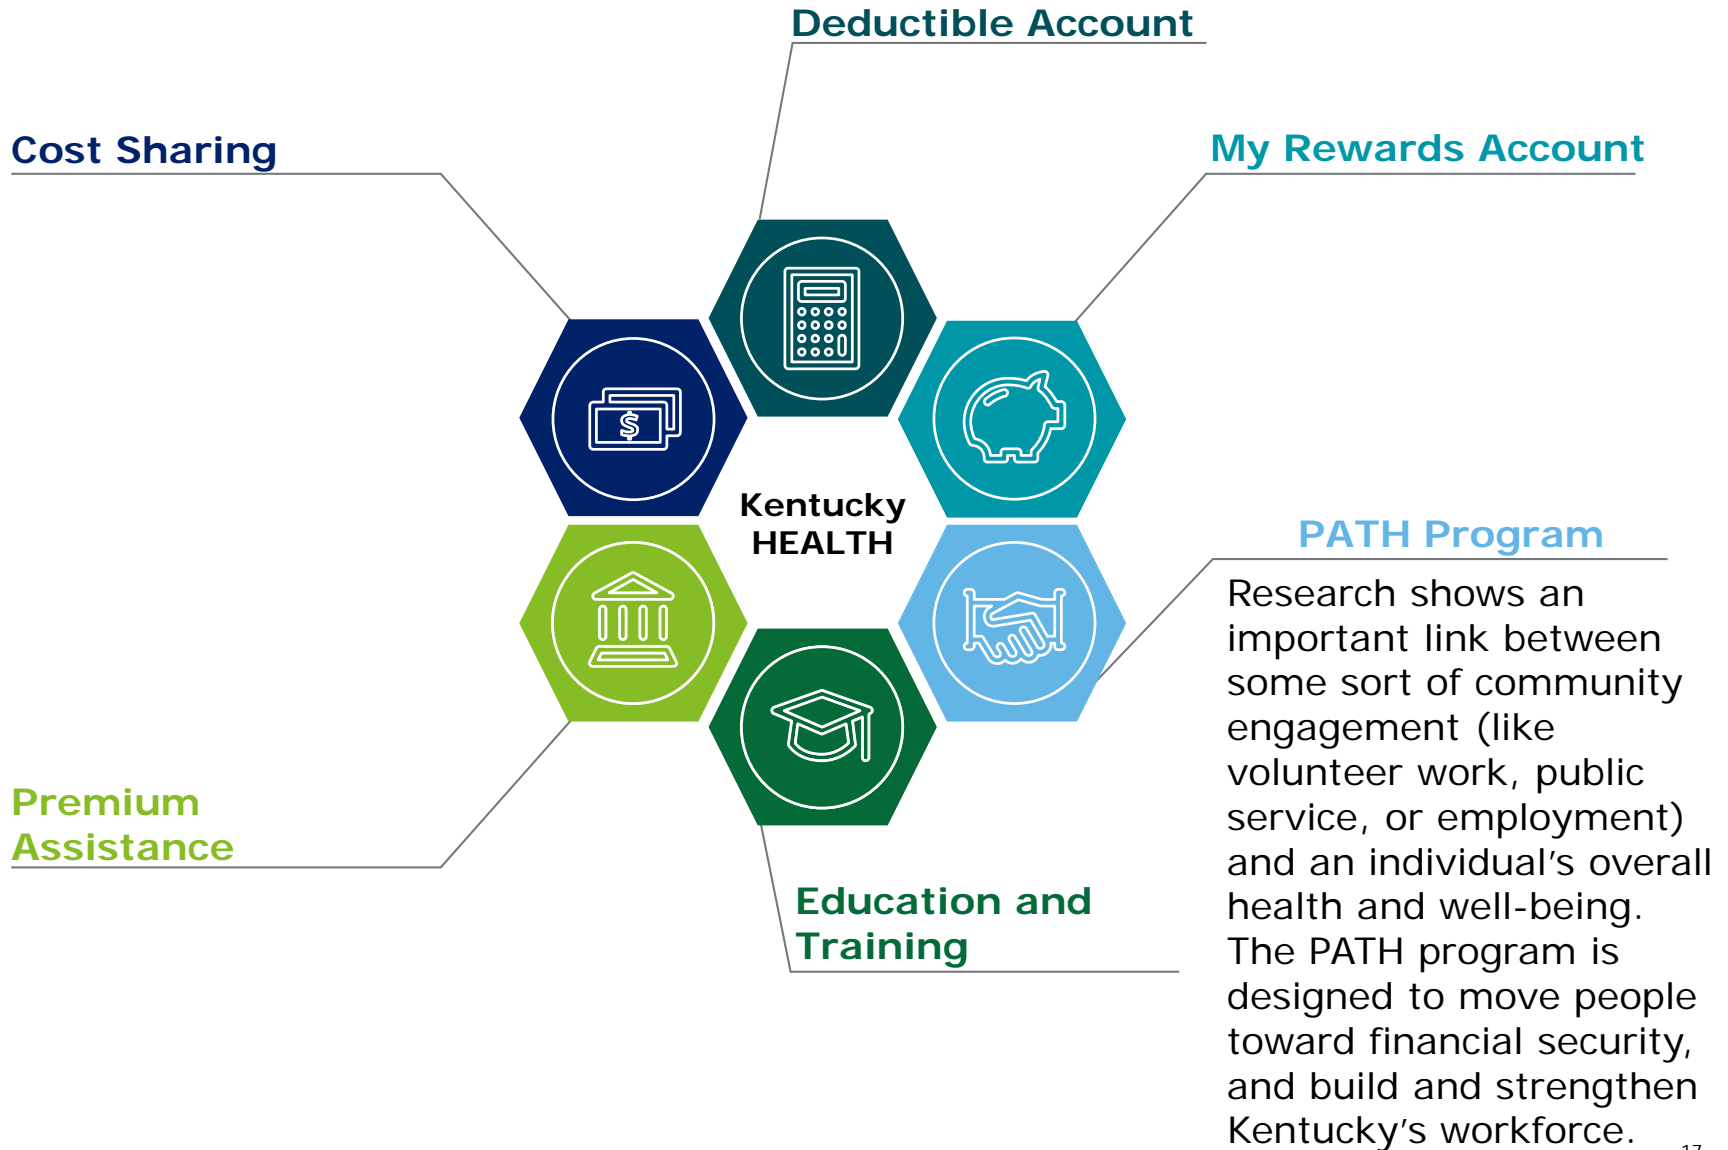 Deductible Account
Cost Sharing
My Rewards Account
$
Kentucky
HEALTH
PATH Program
Research shows an
important link between
some sort of community
engagement (like
volunteer work, public
service, or employment)
and an individual’s overall
health and well-being.
The PATH program is
designed to move people
toward financial security,
and build and strengthen
Kentucky’s workforce.
Premium
Assistance
Education and
Training
17